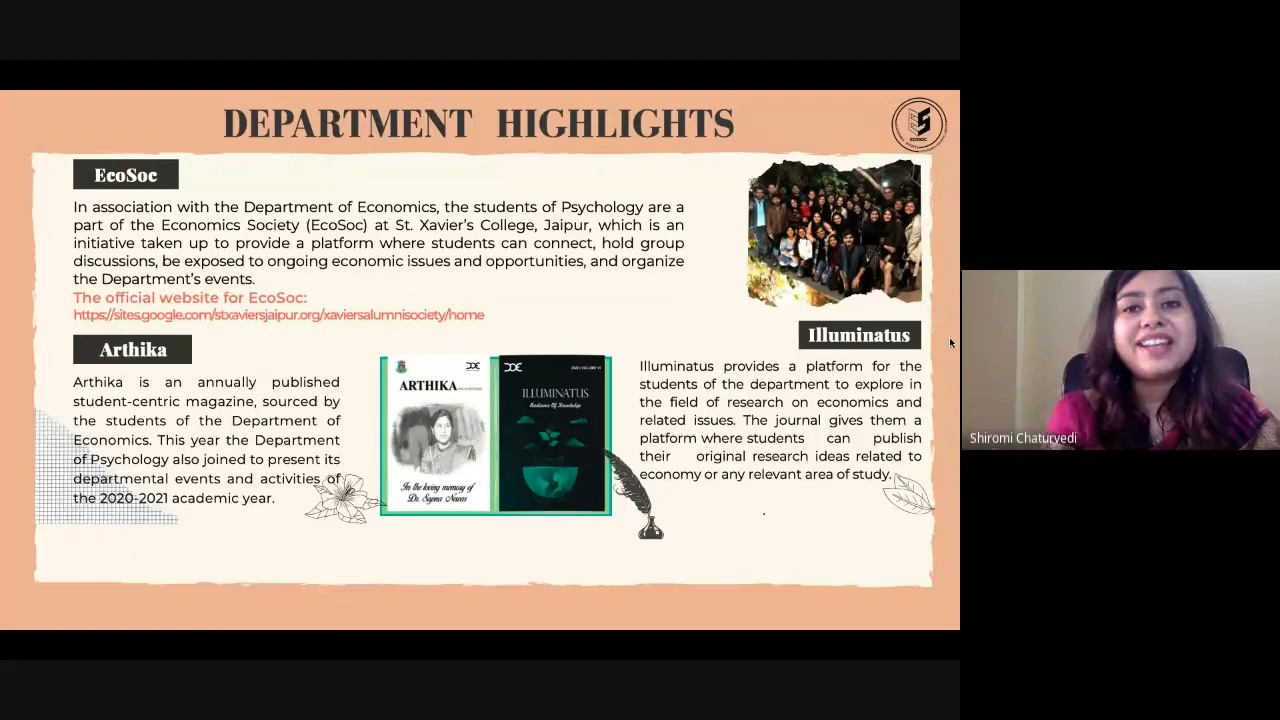 DEPARTMENT HIGHLIGHTS
ECOSOC
EcoSoc
In association with the Department of Economics, the students of Psychology are a
part of the Economics Society (EcoSoc) at St. Xavier's College, Jaipur, which is an
initiative taken up to provide a platform where students can connect, hold group
discussions, be exposed to ongoing economic issues and opportunities, and organize
the Department's events.
The official website for EcoSoc:
https://sites.google.com/stxaviersjaipur.org/xaviersalumnisociety/home
Arthika
Arthika is an annually published
student-centric magazine, sourced by
the students of the Department of
Economics. This year the Department
of Psychology also joined to present its
departmental events and activities of
the 2020-2021 academic year.
ARTHIKA
In the loving memory of
Dr.
ILLUMINATUS
Radiance Of Knowledge
Illuminatus
Illuminatus provides a platform for the
students of the department to explore in
the field of research on economics and
related issues. The journal gives them a
platform where students can publish
their original research ideas related to
economy or any relevant area of study.
Shiromi Chaturvedi